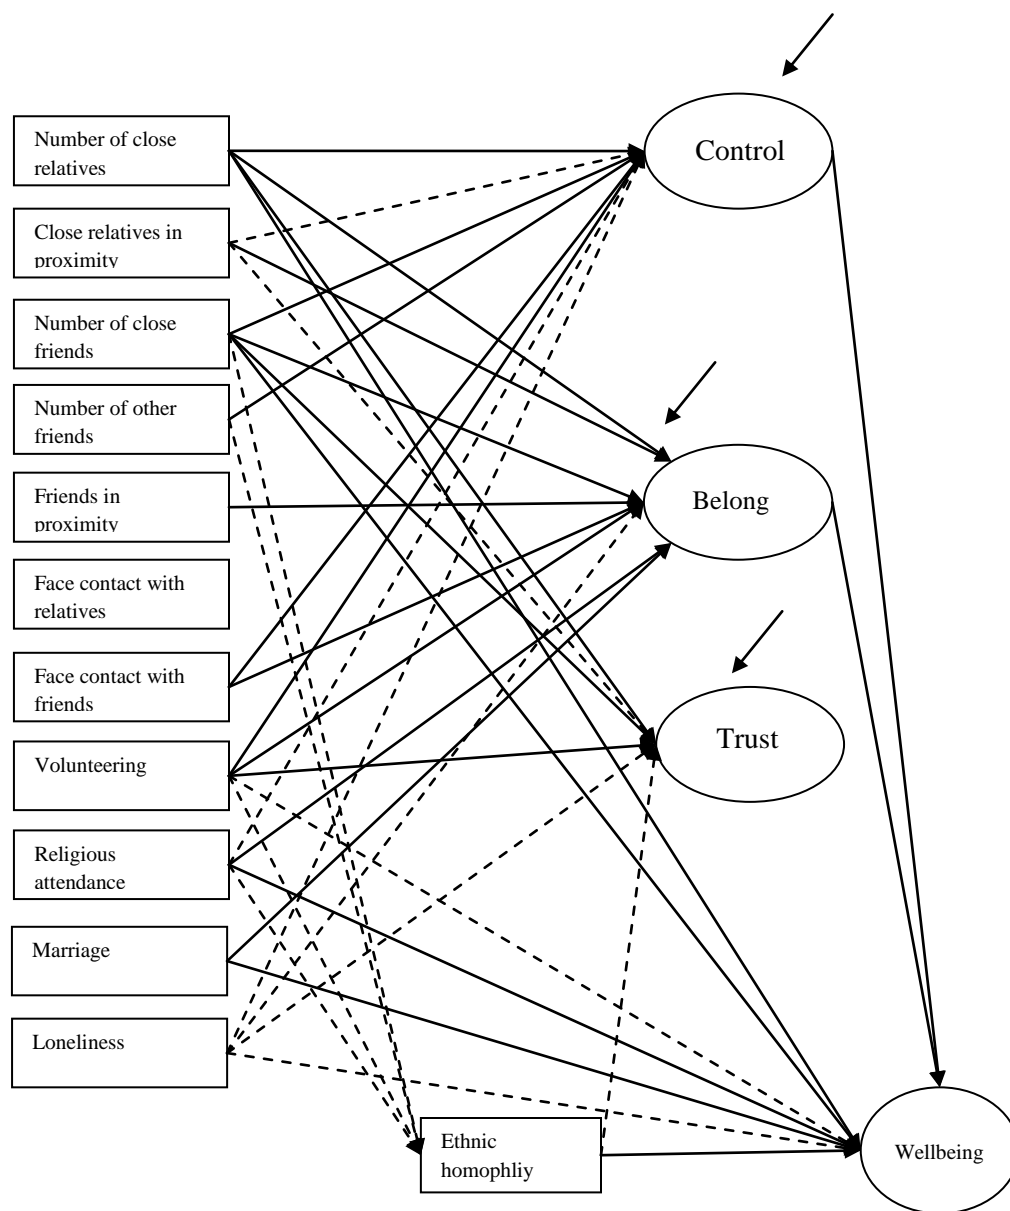 Number of close
relatives
Close relatives in
proximity
Number of close
friends
Number of other
friends
Friends in
proximity
Face contact with
relatives
Face contact with
friends
Volunteering
Religious
attendance
Marriage
Loneliness
Ethnic
homophliy
Control
Belong
Trust
Wellbeing